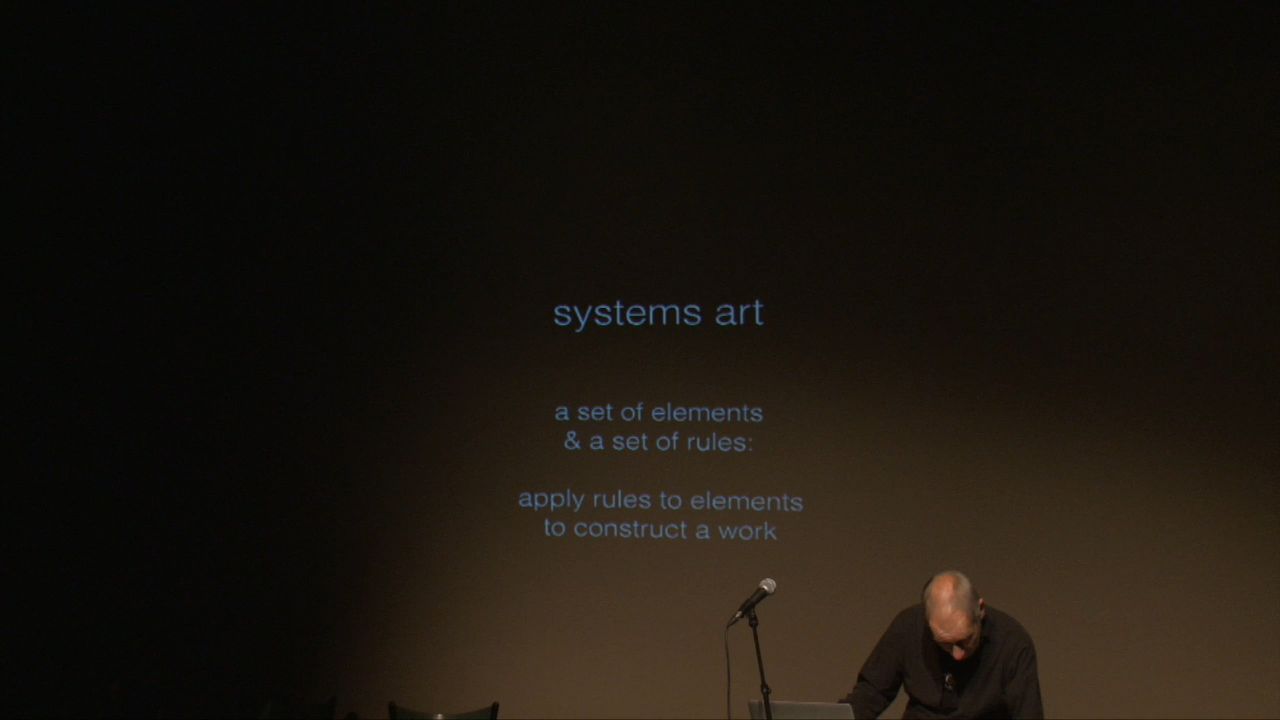 systems art
a set of elements
& a set of rules:
apply rules to elements
to construct a work